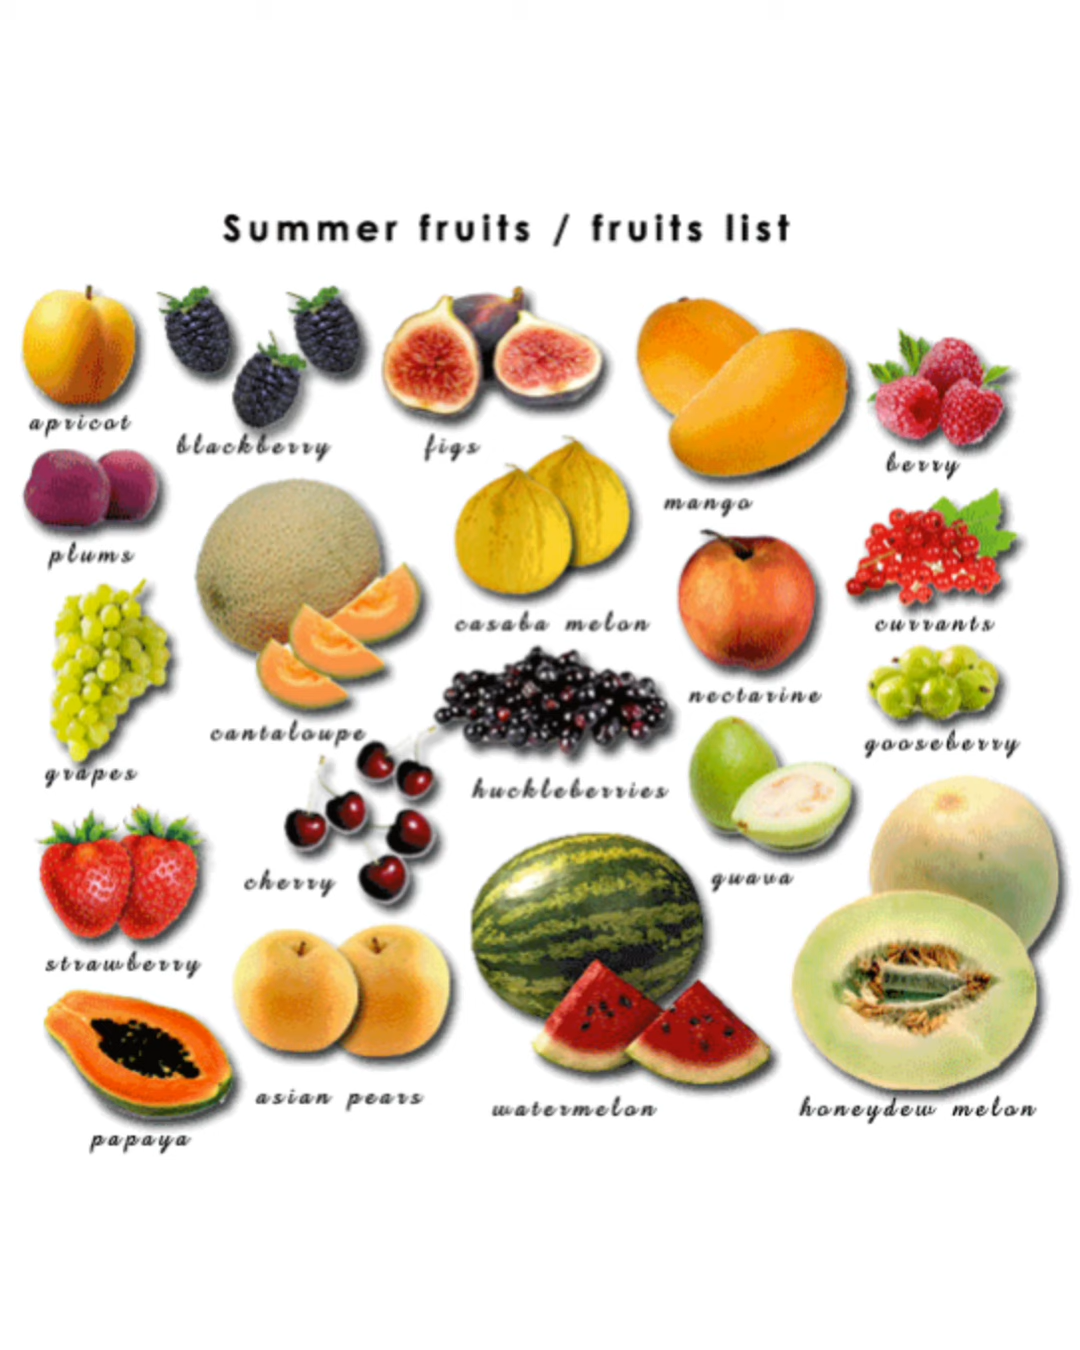 Summer fruits / fruits list
apricot
blackberry
figs
mango
berry
plums
cantaloupe
casaba melon
nectarine
currants
grapes
huckleberries
gooseberry
cherry
guava
strawberry
asian pears
watermelon
honeydew melon
papaya